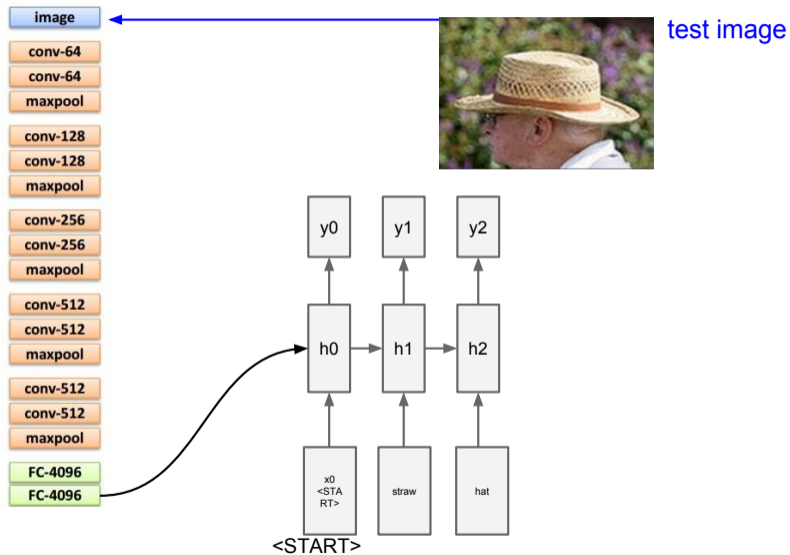 image
test image
conv-64
conv-64
maxpool
conv-128
conv-128
maxpool
conv-256
conv-256
maxpool
conv-512
conv-512
maxpool
conv-512
conv-512
maxpool
FC-4096
FC-4096
y0 y1 y2
h0 h1 h2
x0
<STA
RT>
straw
hat
<START>